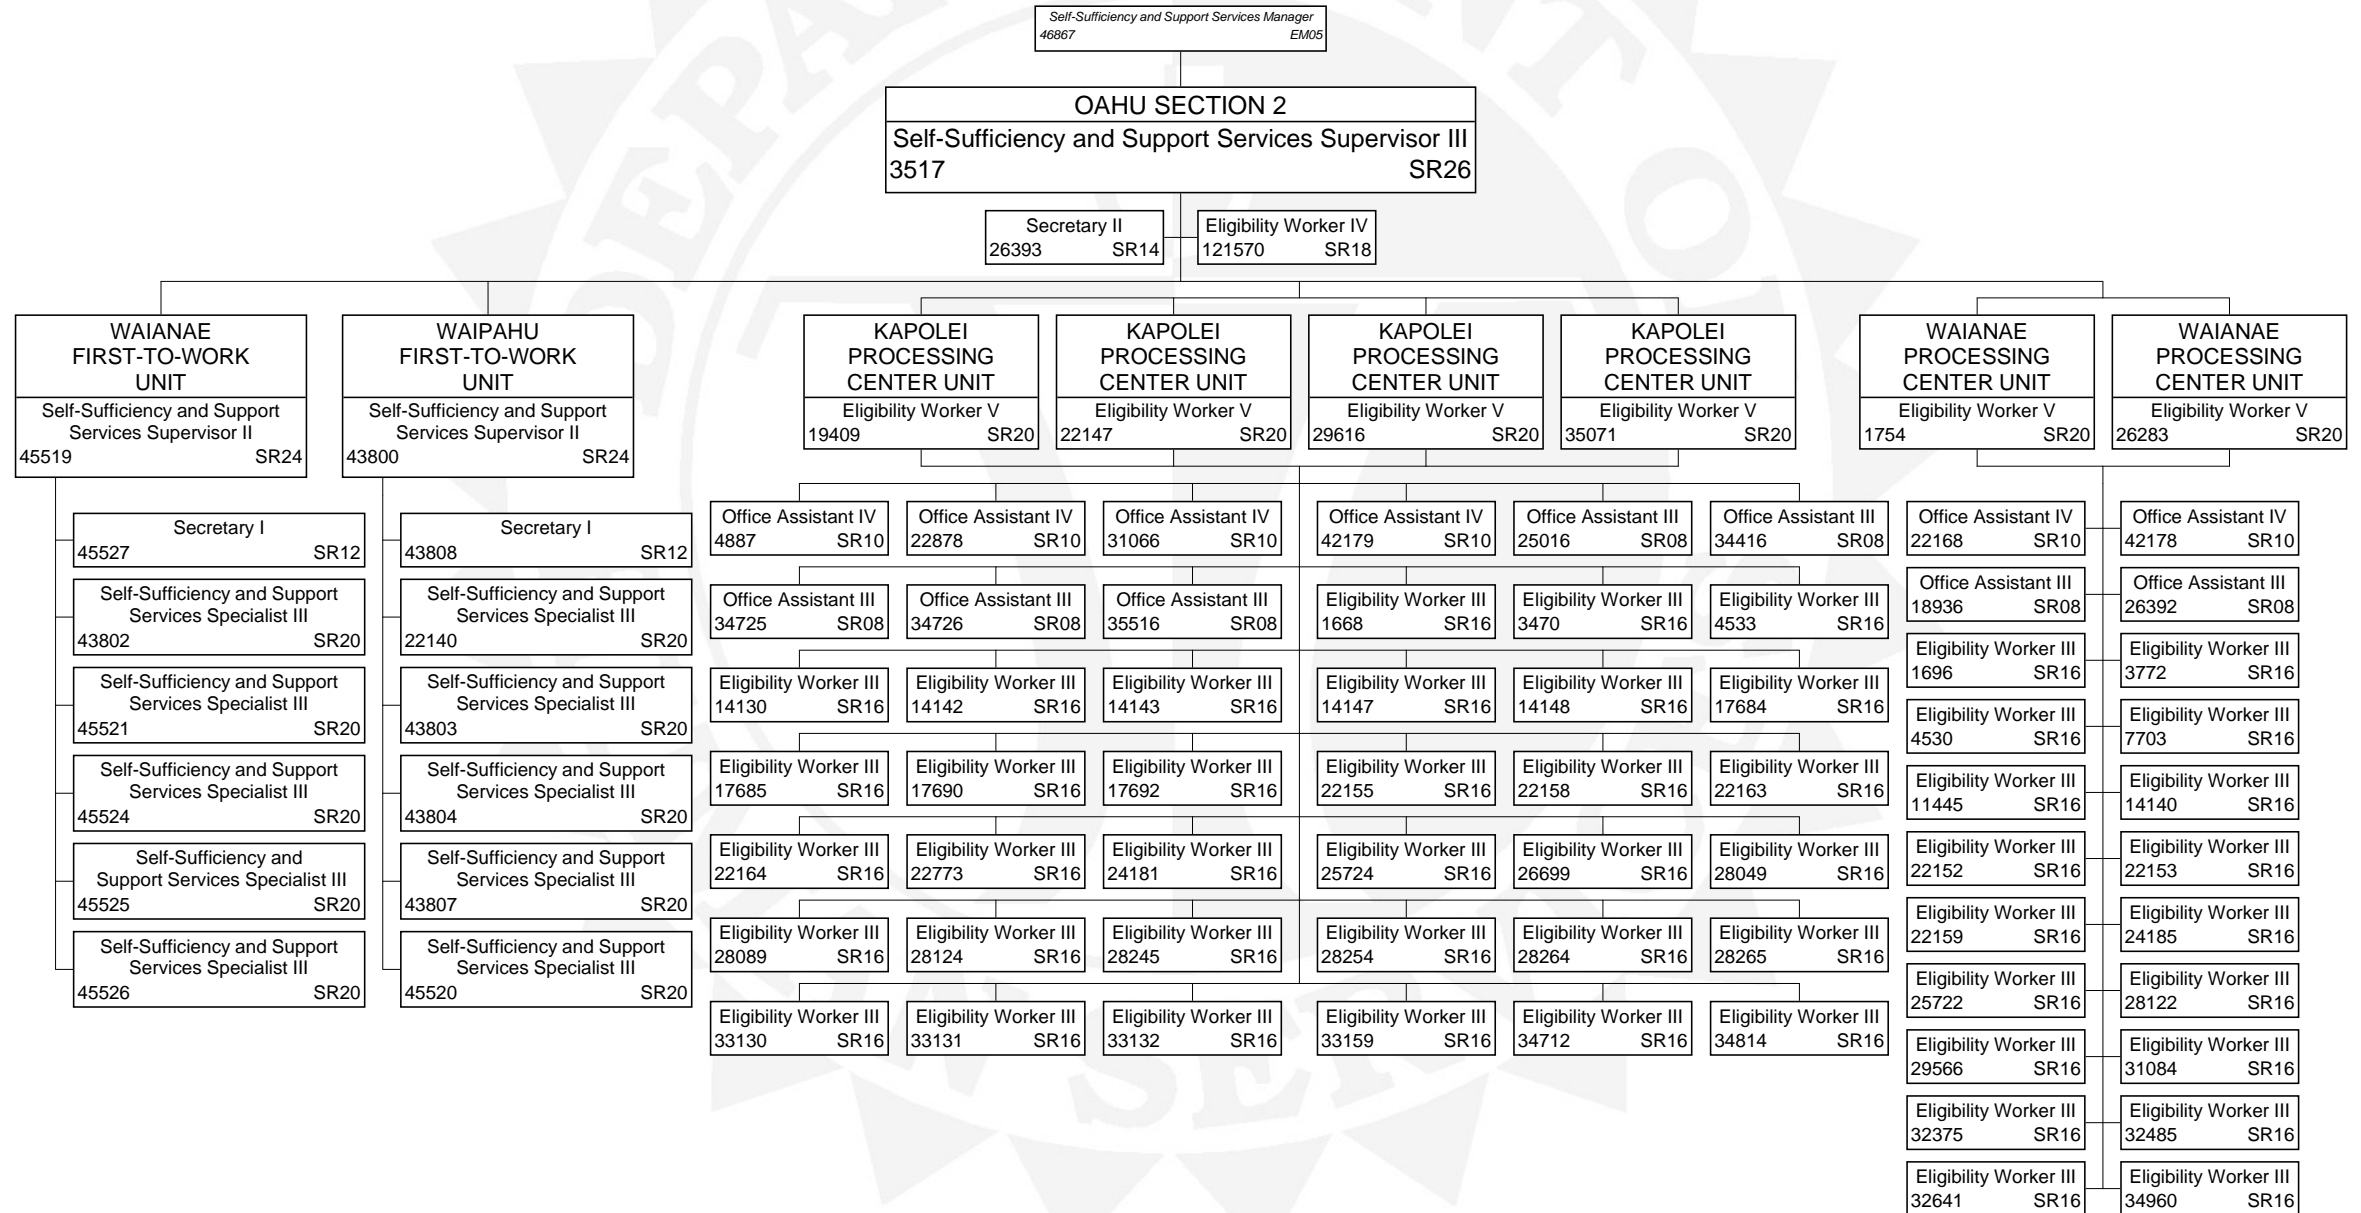 Self-Sufficiency and Support Services Manager
46867 EM05
OAHU SECTION 2
Self-Sufficiency and Support Services Supervisor III
3517 SR26
Secretary II
26393 SR14
Eligibility Worker IV
121570 SR18
WAIANAE
FIRST-TO-WORK
UNIT
Self-Sufficiency and Support
Services Supervisor II
45519 SR24
Secretary I
45527 SR12
Self-Sufficiency and Support
Services Specialist III
43802 SR20
Self-Sufficiency and Support
Services Specialist III
45521 SR20
Self-Sufficiency and Support
Services Specialist III
45524 SR20
Self-Sufficiency and
Support Services Specialist III
45525 SR20
Self-Sufficiency and Support
Services Specialist III
45526 SR20
WAIPAHU
FIRST-TO-WORK
UNIT
Self-Sufficiency and Support
Services Supervisor II
43800 SR24
Secretary I
43808 SR12
Self-Sufficiency and Support
Services Specialist III
22140 SR20
Self-Sufficiency and Support
Services Specialist III
43803 SR20
Self-Sufficiency and Support
Services Specialist III
43804 SR20
Self-Sufficiency and Support
Services Specialist III
43807 SR20
Self-Sufficiency and Support
Services Specialist III
45520 SR20
KAPOLEI
PROCESSING
CENTER UNIT
Eligibility Worker V
19409 SR20
KAPOLEI
PROCESSING
CENTER UNIT
Eligibility Worker V
22147 SR20
KAPOLEI
PROCESSING
CENTER UNIT
Eligibility Worker V
29616 SR20
KAPOLEI
PROCESSING
CENTER UNIT
Eligibility Worker V
35071 SR20
Office Assistant IV
4887 SR10
Office Assistant IV
22878 SR10
Office Assistant IV
31066 SR10
Office Assistant IV
42179 SR10
Office Assistant III
25016 SR08
Office Assistant III
34416 SR08
Office Assistant III
34725 SR08
Office Assistant III
34726 SR08
Office Assistant III
35516 SR08
Eligibility Worker III
1668 SR16
Eligibility Worker III
3470 SR16
Eligibility Worker III
4533 SR16
Eligibility Worker III
14130 SR16
Eligibility Worker III
14142 SR16
Eligibility Worker III
14143 SR16
Eligibility Worker III
14147 SR16
Eligibility Worker III
14148 SR16
Eligibility Worker III
17684 SR16
Eligibility Worker III
17685 SR16
Eligibility Worker III
17690 SR16
Eligibility Worker III
17692 SR16
Eligibility Worker III
22155 SR16
Eligibility Worker III
22158 SR16
Eligibility Worker III
22163 SR16
Eligibility Worker III
22164 SR16
Eligibility Worker III
22773 SR16
Eligibility Worker III
24181 SR16
Eligibility Worker III
25724 SR16
Eligibility Worker III
26699 SR16
Eligibility Worker III
28049 SR16
Eligibility Worker III
28089 SR16
Eligibility Worker III
28124 SR16
Eligibility Worker III
28245 SR16
Eligibility Worker III
28254 SR16
Eligibility Worker III
28264 SR16
Eligibility Worker III
28265 SR16
Eligibility Worker III
33130 SR16
Eligibility Worker III
33131 SR16
Eligibility Worker III
33132 SR16
Eligibility Worker III
33159 SR16
Eligibility Worker III
34712 SR16
Eligibility Worker III
34814 SR16
WAIANAE
PROCESSING
CENTER UNIT
Eligibility Worker V
1754 SR20
WAIANAE
PROCESSING
CENTER UNIT
Eligibility Worker V
26283 SR20
Office Assistant IV
22168 SR10
Office Assistant IV
42178 SR10
Office Assistant III
18936 SR08
Office Assistant III
26392 SR08
Eligibility Worker III
1696 SR16
Eligibility Worker III
3772 SR16
Eligibility Worker III
4530 SR16
Eligibility Worker III
7703 SR16
Eligibility Worker III
11445 SR16
Eligibility Worker III
14140 SR16
Eligibility Worker III
22152 SR16
Eligibility Worker III
22153 SR16
Eligibility Worker III
22159 SR16
Eligibility Worker III
24185 SR16
Eligibility Worker III
25722 SR16
Eligibility Worker III
28122 SR16
Eligibility Worker III
29566 SR16
Eligibility Worker III
31084 SR16
Eligibility Worker III
32375 SR16
Eligibility Worker III
32485 SR16
Eligibility Worker III
32641 SR16
Eligibility Worker III
34960 SR16